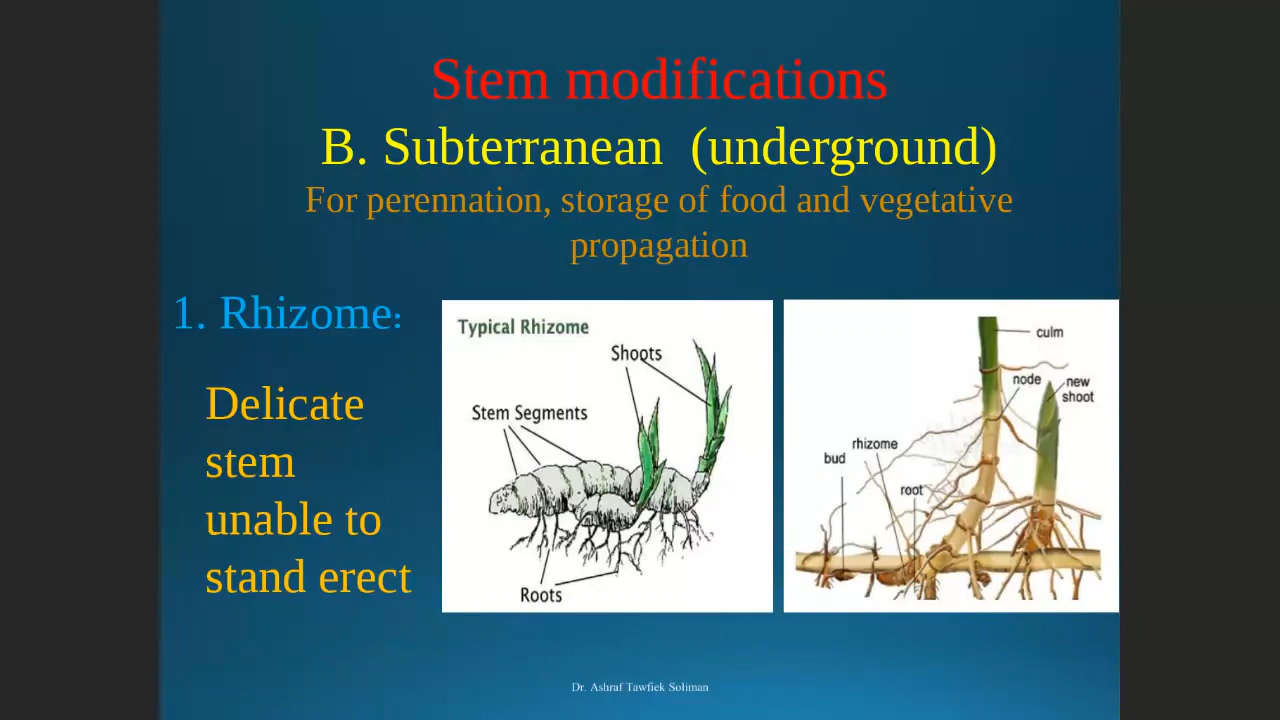 Stem modifications
B. Subterranean (underground)
For perennation, storage of food and vegetative
propagation
1. Rhizome:
Delicate
stem
unable to
stand erect
Typical Rhizome
Shoots
Stem Segments
Roots
culm
node
new
shoot
rhizome
bud
root
Dr. Ashraf Tawfiek Soliman